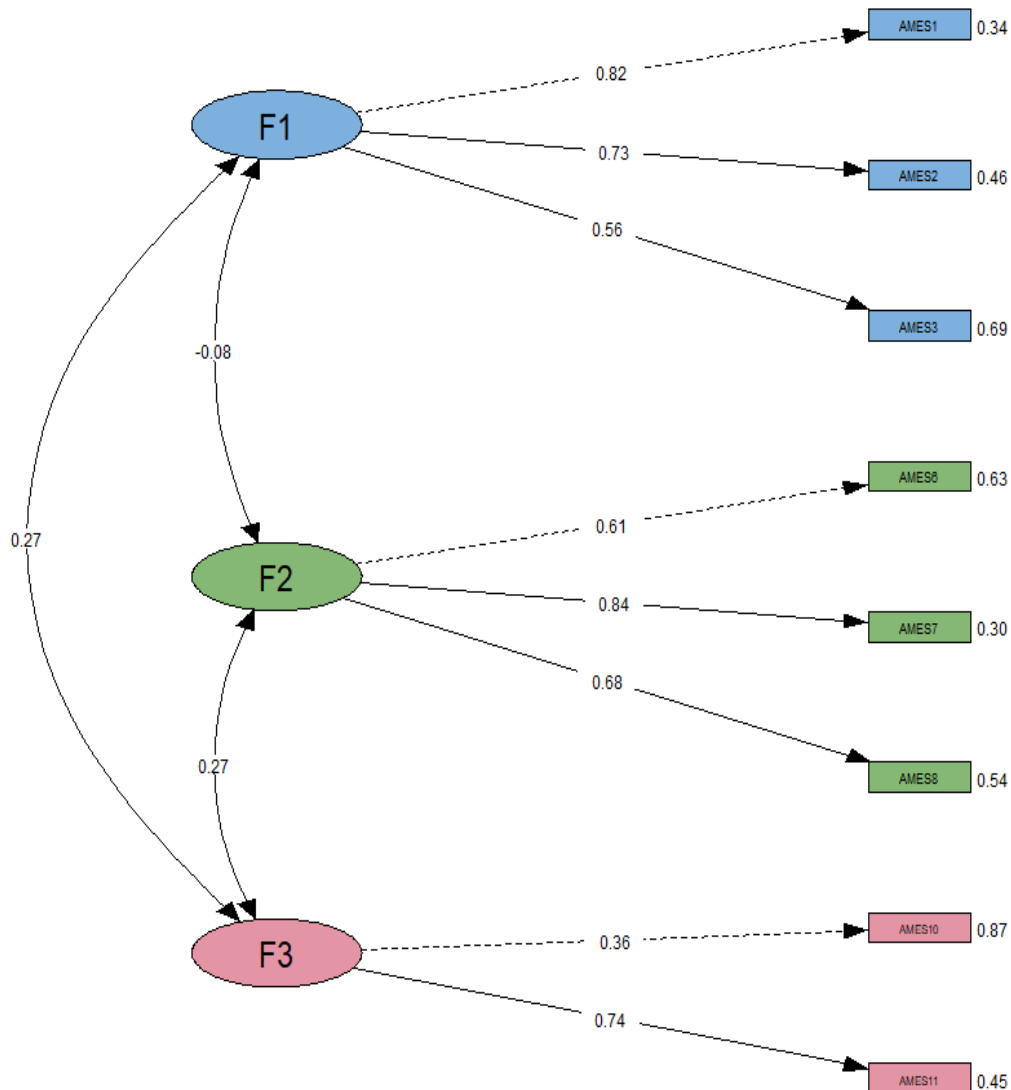 AMES1 0.34
0.82
F1
0.73
AMES2 0.46
0.56
AMES3 0.69
-0.08
AMES6 0.63
0.61
0.27
F2
0.84
AMES7 0.30
0.68
0.27
AMES8 0.54
AMES10 0.87
0.36
F3
0.74
AMES11 0.45